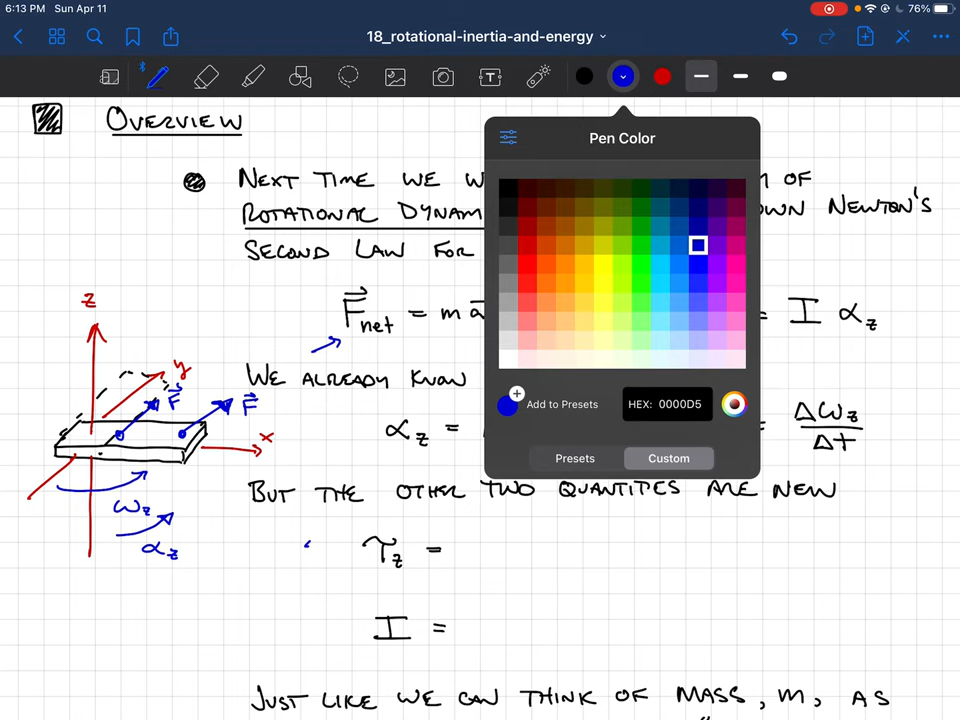 6:13 PM Sun Apr 11 76%
18_rotational-inertia-and-energy
T
Pen Color
OVERVIEW
NEXT TIME WE W M OF
ROTATIONAL DYNAM OWN NEWTON'S
SECOND LAW FOR
F⃗net = m a⃗ = I αz
z
y
F⃗ F⃗
x
WE ALREADY KNOW
αz = = Δωz/Δt
Add to Presets HEX: 0000D5
Presets Custom
BUT THE OTHER TWO QUANTITIES ARE NEW
ωz
αz
τz =
I =
JUST LIKE WE CAN THINK OF MASS, m, AS